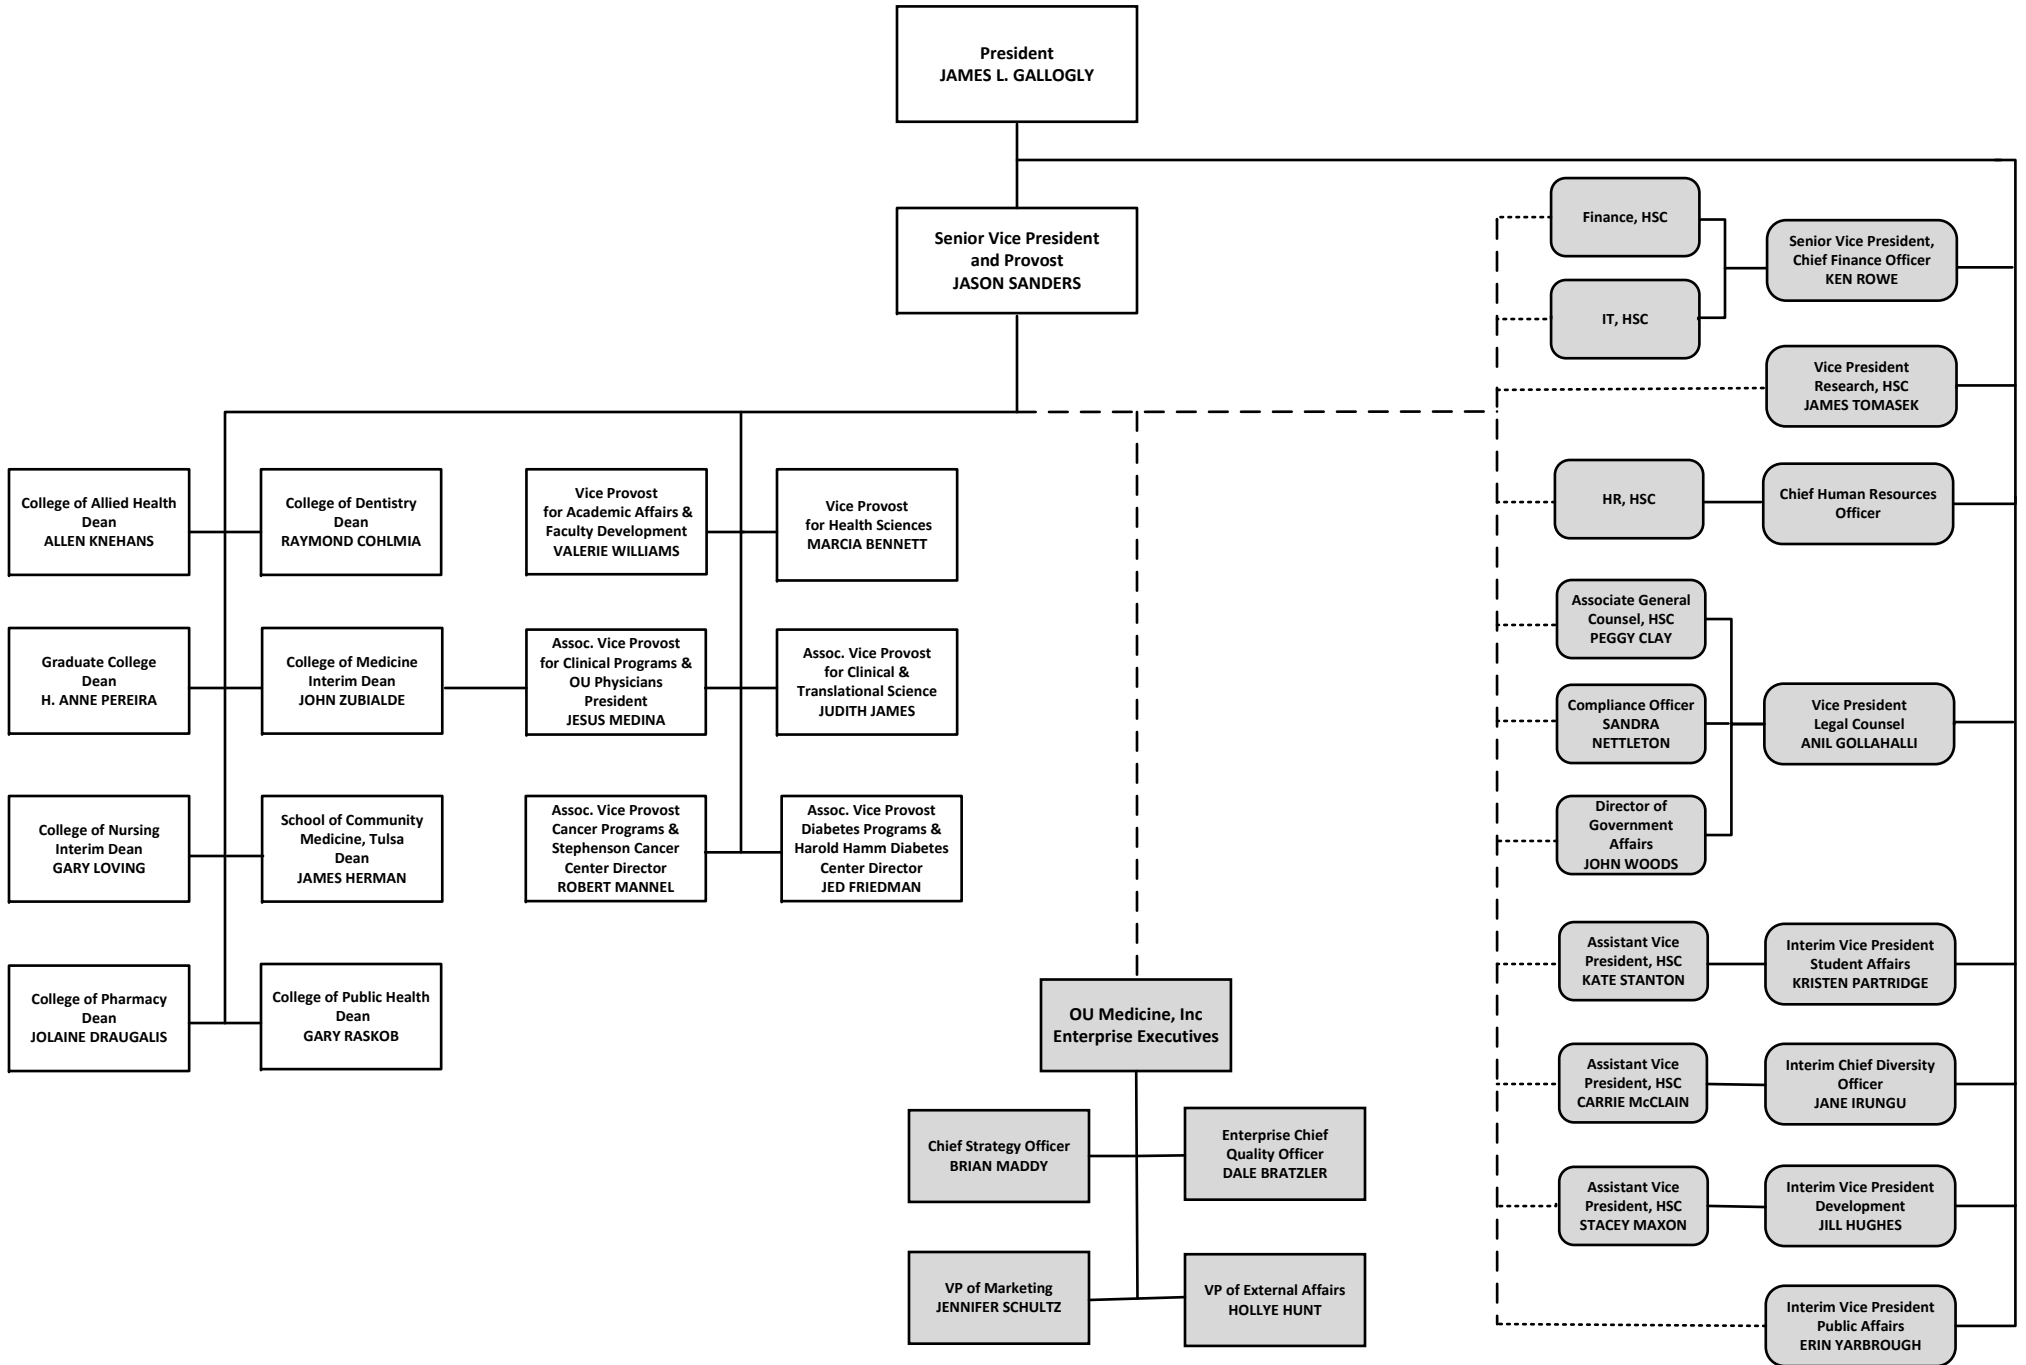 President
JAMES L. GALLOGLY
Senior Vice President
and Provost
JASON SANDERS
College of Allied Health
Dean
ALLEN KNEHANS
College of Dentistry
Dean
RAYMOND COHLMIA
Vice Provost
for Academic Affairs &
Faculty Development
VALERIE WILLIAMS
Vice Provost
for Health Sciences
MARCIA BENNETT
Graduate College
Dean
H. ANNE PEREIRA
College of Medicine
Interim Dean
JOHN ZUBIALDE
Assoc. Vice Provost
for Clinical Programs &
OU Physicians
President
JESUS MEDINA
Assoc. Vice Provost
for Clinical &
Translational Science
JUDITH JAMES
College of Nursing
Interim Dean
GARY LOVING
School of Community
Medicine, Tulsa
Dean
JAMES HERMAN
Assoc. Vice Provost
Cancer Programs &
Stephenson Cancer
Center Director
ROBERT MANNEL
Assoc. Vice Provost
Diabetes Programs &
Harold Hamm Diabetes
Center Director
JED FRIEDMAN
College of Pharmacy
Dean
JOLAINE DRAUGALIS
College of Public Health
Dean
GARY RASKOB
OU Medicine, Inc
Enterprise Executives
Chief Strategy Officer
BRIAN MADDY
Enterprise Chief
Quality Officer
DALE BRATZLER
VP of Marketing
JENNIFER SCHULTZ
VP of External Affairs
HOLLYE HUNT
Finance, HSC
IT, HSC
Senior Vice President,
Chief Finance Officer
KEN ROWE
Vice President
Research, HSC
JAMES TOMASEK
HR, HSC
Chief Human Resources
Officer
Associate General
Counsel, HSC
PEGGY CLAY
Compliance Officer
SANDRA
NETTLETON
Director of
Government
Affairs
JOHN WOODS
Vice President
Legal Counsel
ANIL GOLLAHALLI
Assistant Vice
President, HSC
KATE STANTON
Interim Vice President
Student Affairs
KRISTEN PARTRIDGE
Assistant Vice
President, HSC
CARRIE McCLAIN
Interim Chief Diversity
Officer
JANE IRUNGU
Assistant Vice
President, HSC
STACEY MAXON
Interim Vice President
Development
JILL HUGHES
Interim Vice President
Public Affairs
ERIN YARBROUGH